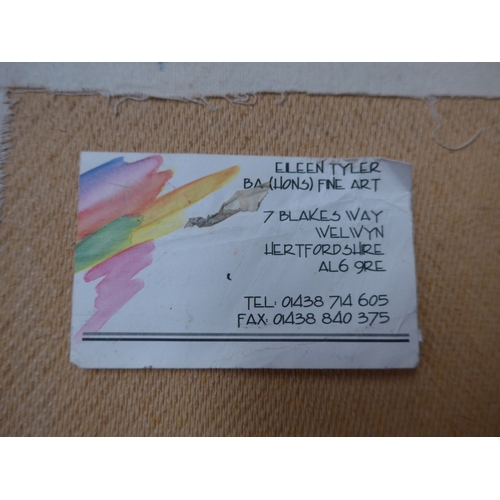 EILEEN TYLER
BA (HONS) FINE ART
7 BLAKES WAY
WELWYN
HERTFORDSHIRE
AL6 9RE
TEL: 01438 714 605
FAX: 01438 840 375